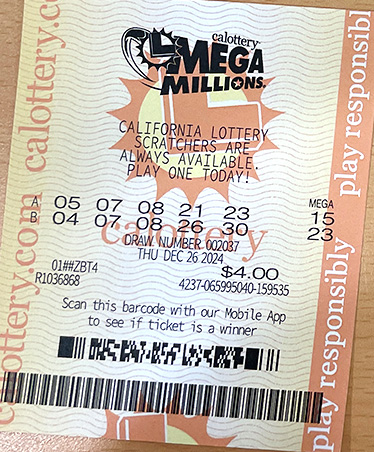 calottery
MEGA
MILLIONS
CALIFORNIA LOTTERY
SCRATCHERS ARE
ALWAYS AVAILABLE.
PLAY ONE TODAY!
MEGA
A 05 07 08 21 23 15
B 04 07 08 26 30 23
calottery
DRAW NUMBER 002037
THU DEC 26 2024
$4.00
01##ZBT4
R1036868
4237-065995040-159535
Scan this barcode with our Mobile App
to see if ticket is a winner
calottery.com calottery.c
play responsibly play responsibl